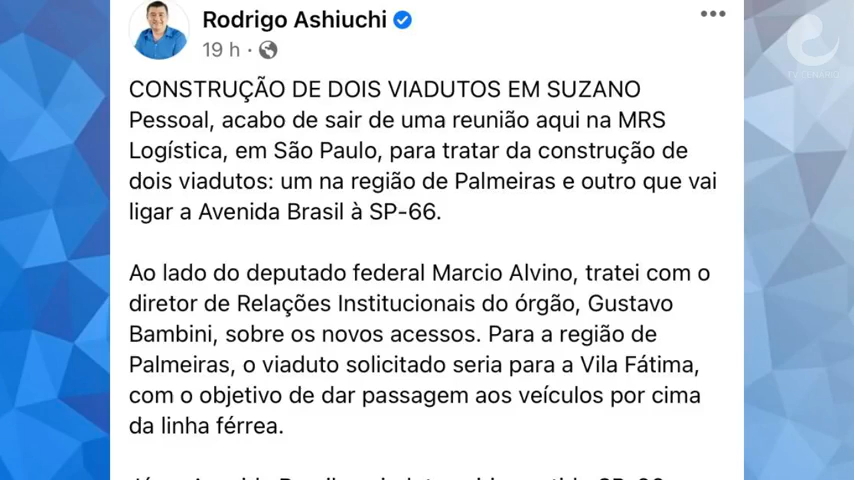 Rodrigo Ashiuchi
19 h ·
TV CENÁRIO
CONSTRUÇÃO DE DOIS VIADUTOS EM SUZANO
Pessoal, acabo de sair de uma reunião aqui na MRS
Logística, em São Paulo, para tratar da construção de
dois viadutos: um na região de Palmeiras e outro que vai
ligar a Avenida Brasil à SP-66.
Ao lado do deputado federal Marcio Alvino, tratei com o
diretor de Relações Institucionais do órgão, Gustavo
Bambini, sobre os novos acessos. Para a região de
Palmeiras, o viaduto solicitado seria para a Vila Fátima,
com o objetivo de dar passagem aos veículos por cima
da linha férrea.